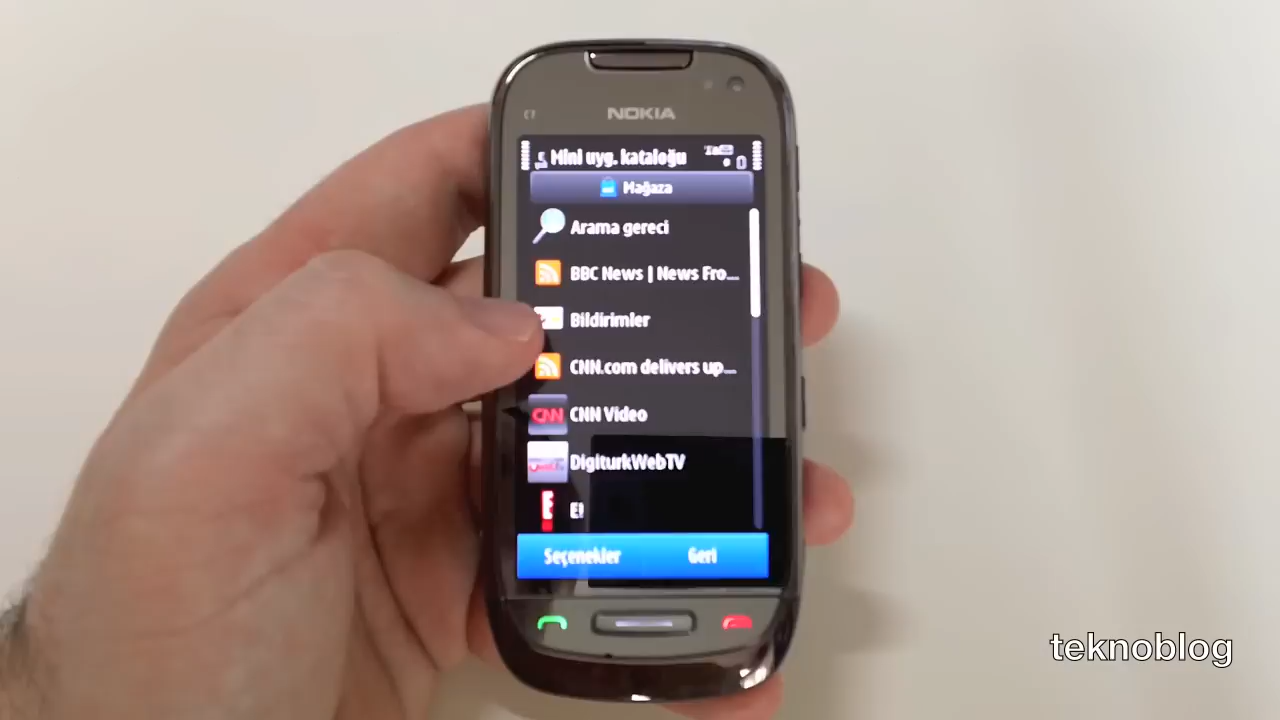 C7
NOKIA
Mini uyg. kataloğu
Mağaza
Arama gereci
BBC News | News Fro...
Bildirimler
CNN.com delivers up...
CNN
CNN Video
DigiturkWebTV
E!
Seçenekler
Geri
teknoblog